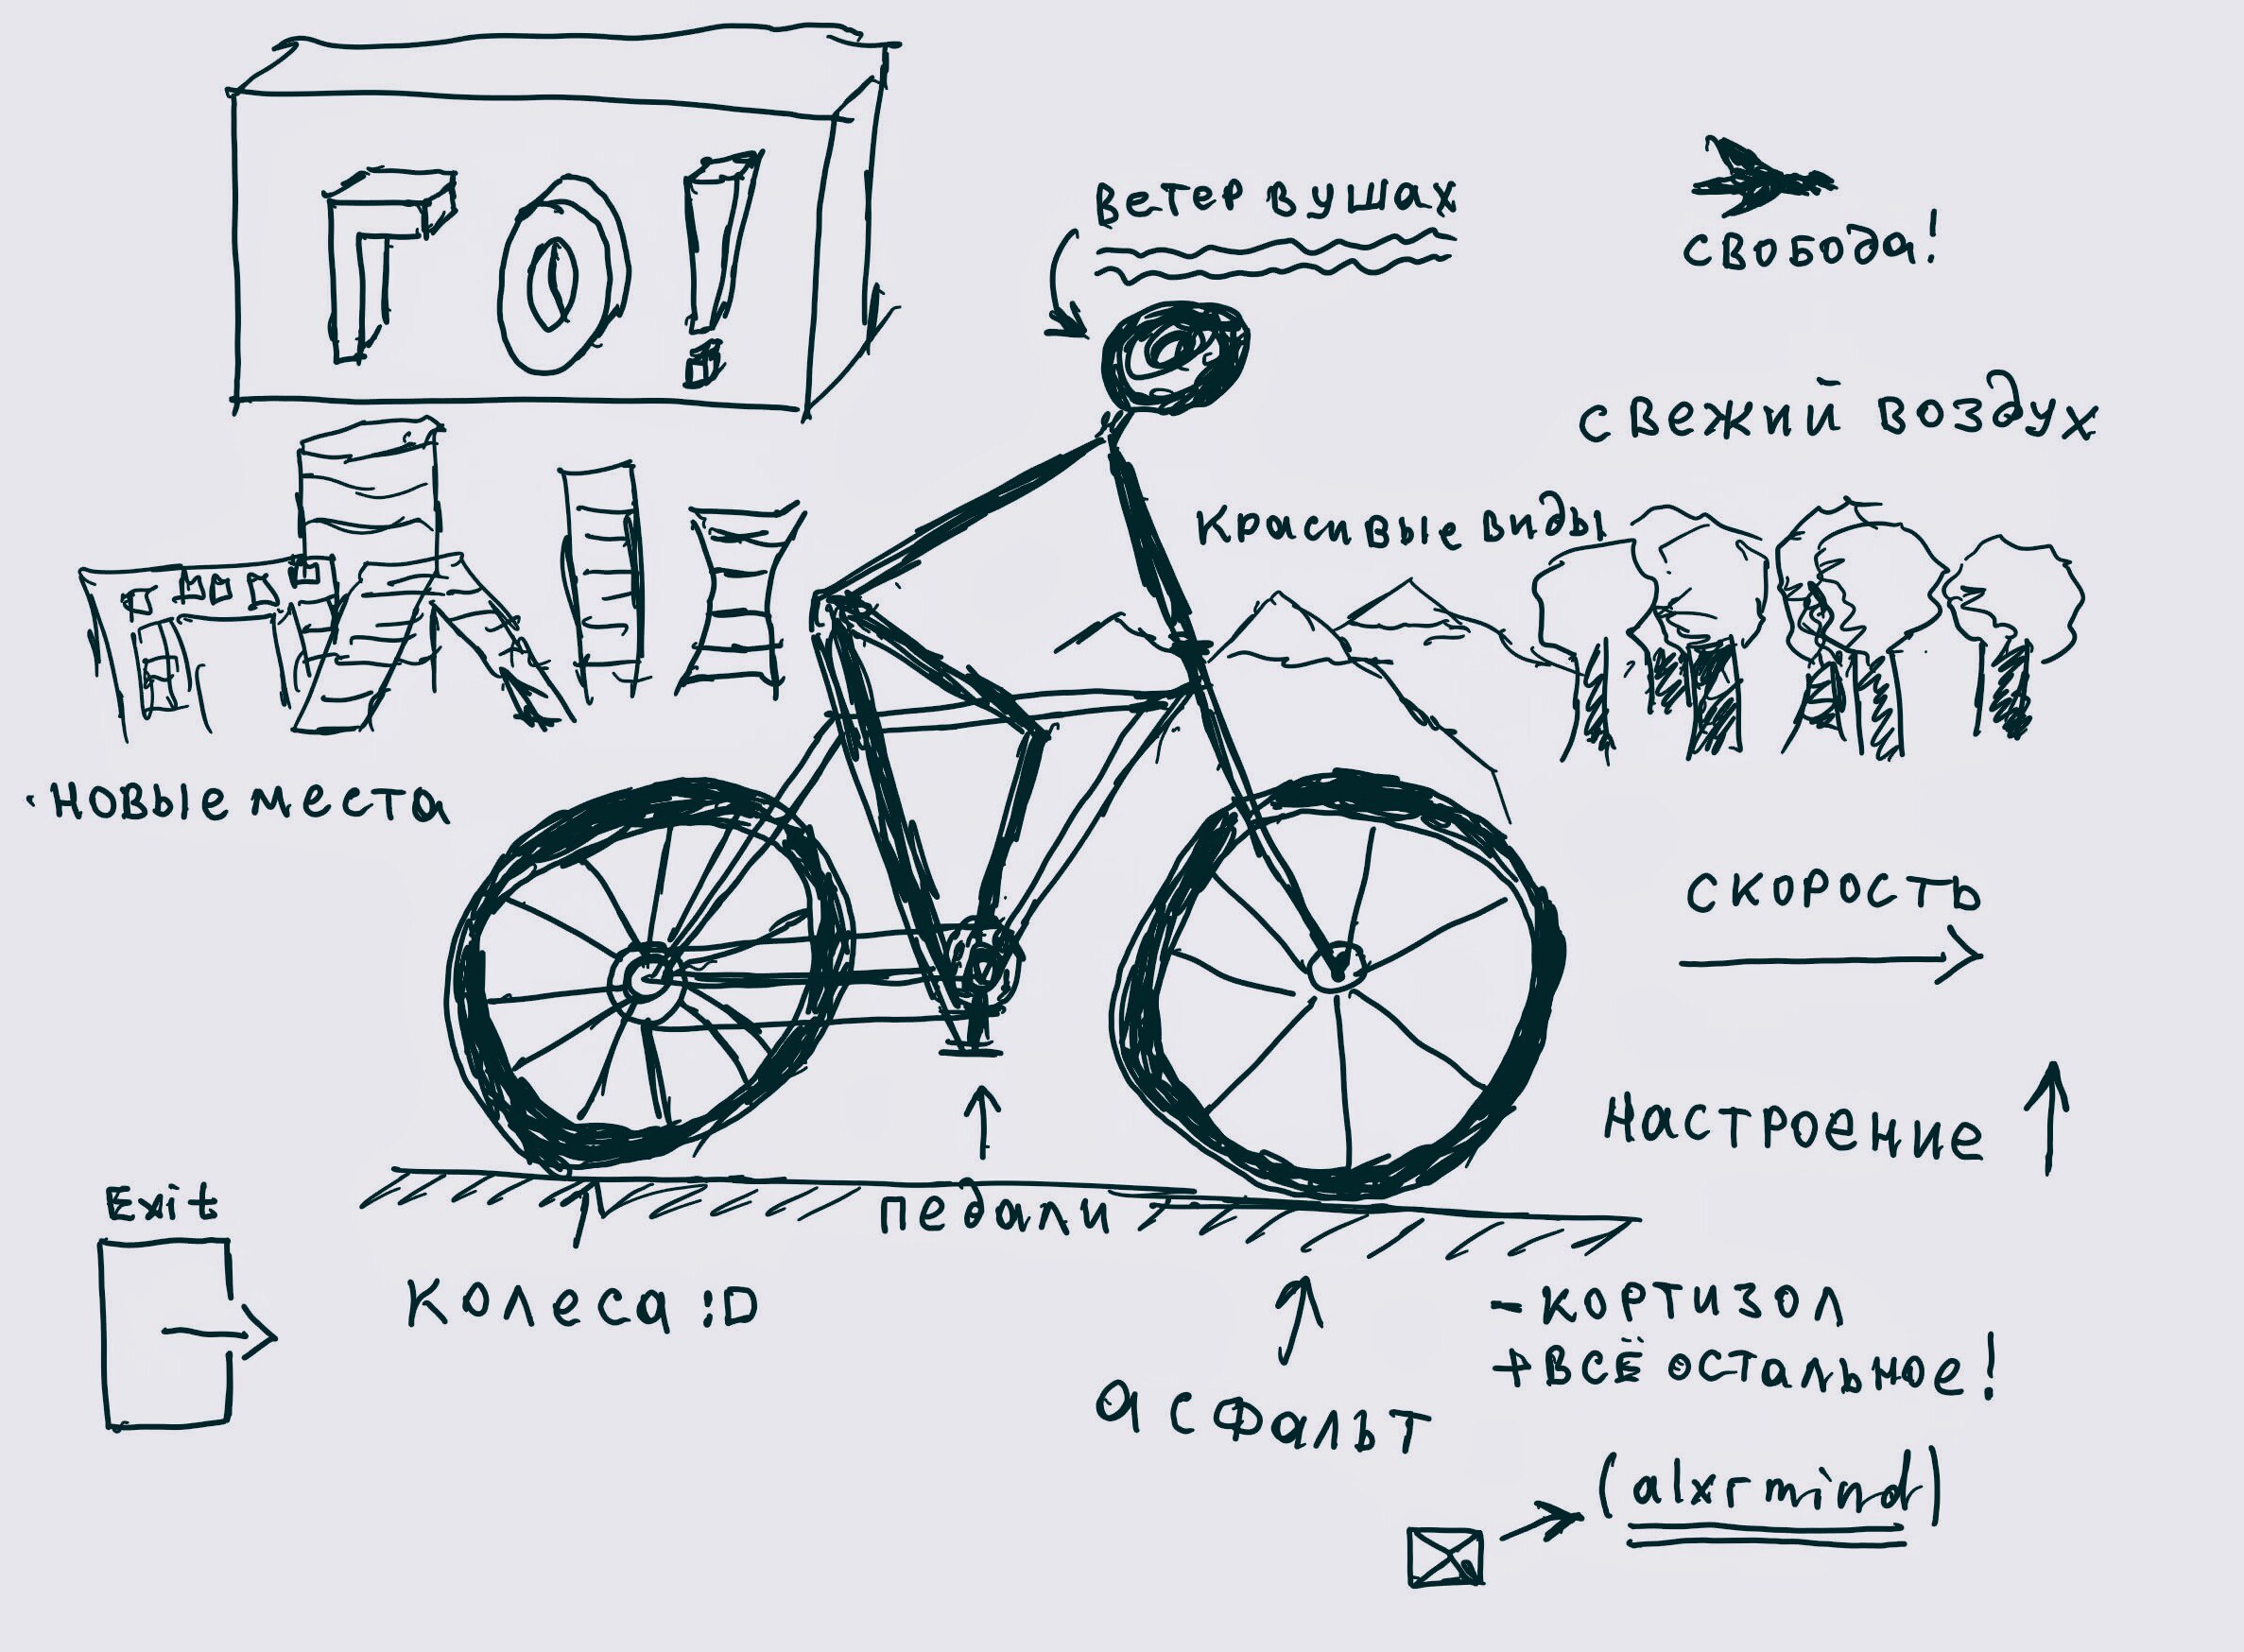 ГО!
ветер в ушах
свобода!
свежий воздух
красивые виды
новые места
скорость
настроение
Exit
педали
колеса :D
асфальт
- кортизол
+ всё остальное!
(alxrmind)